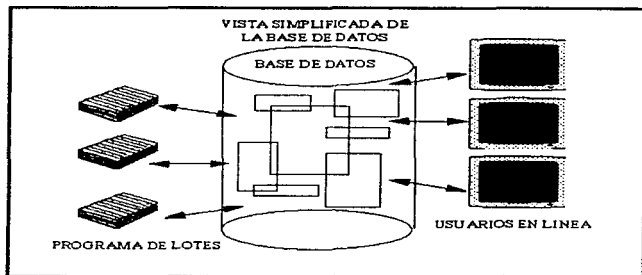 VISTA SIMPLIFICADA DE
LA BASE DE DATOS
BASE DE DATOS
PROGRAMA DE LOTES
USUARIOS EN LINEA